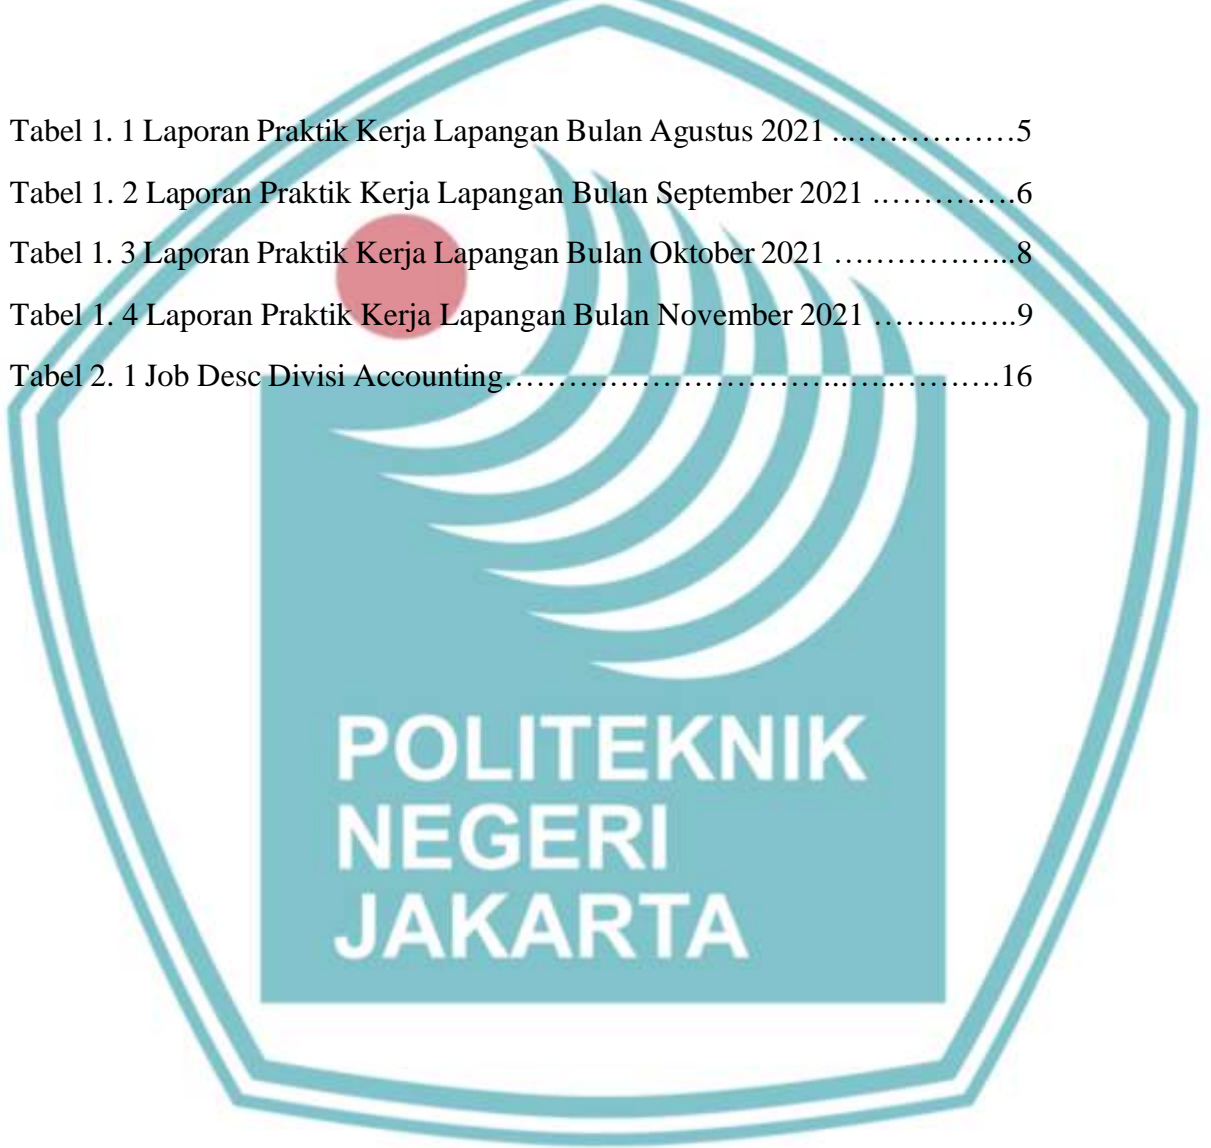 Tabel 1. 1 Laporan Praktik Kerja Lapangan Bulan Agustus 2021 ...……………5
Tabel 1. 2 Laporan Praktik Kerja Lapangan Bulan September 2021 .………….6
Tabel 1. 3 Laporan Praktik Kerja Lapangan Bulan Oktober 2021 ……………...8
Tabel 1. 4 Laporan Praktik Kerja Lapangan Bulan November 2021 …………..9
Tabel 2. 1 Job Desc Divisi Accounting……….…………………...…..……….16
POLITEKNIK
NEGERI
JAKARTA